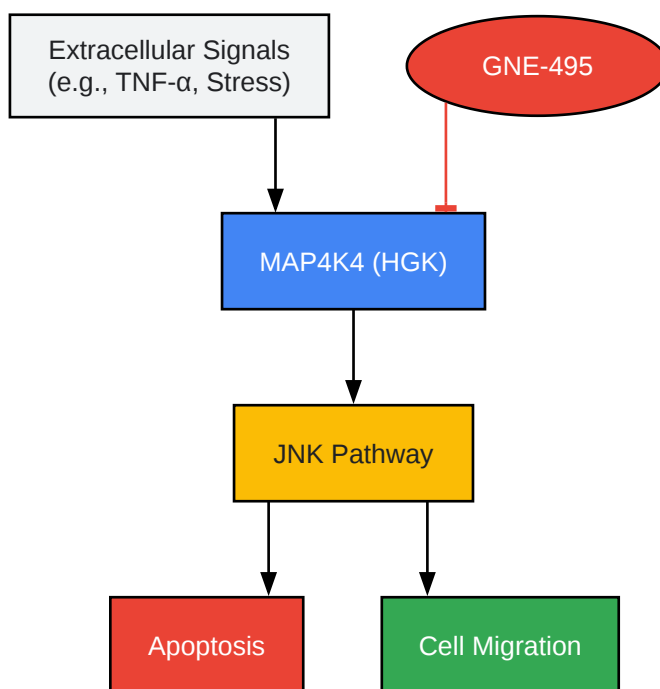 Extracellular Signals
(e.g., TNF-α, Stress)
GNE-495
MAP4K4 (HGK)
JNK Pathway
Apoptosis
Cell Migration